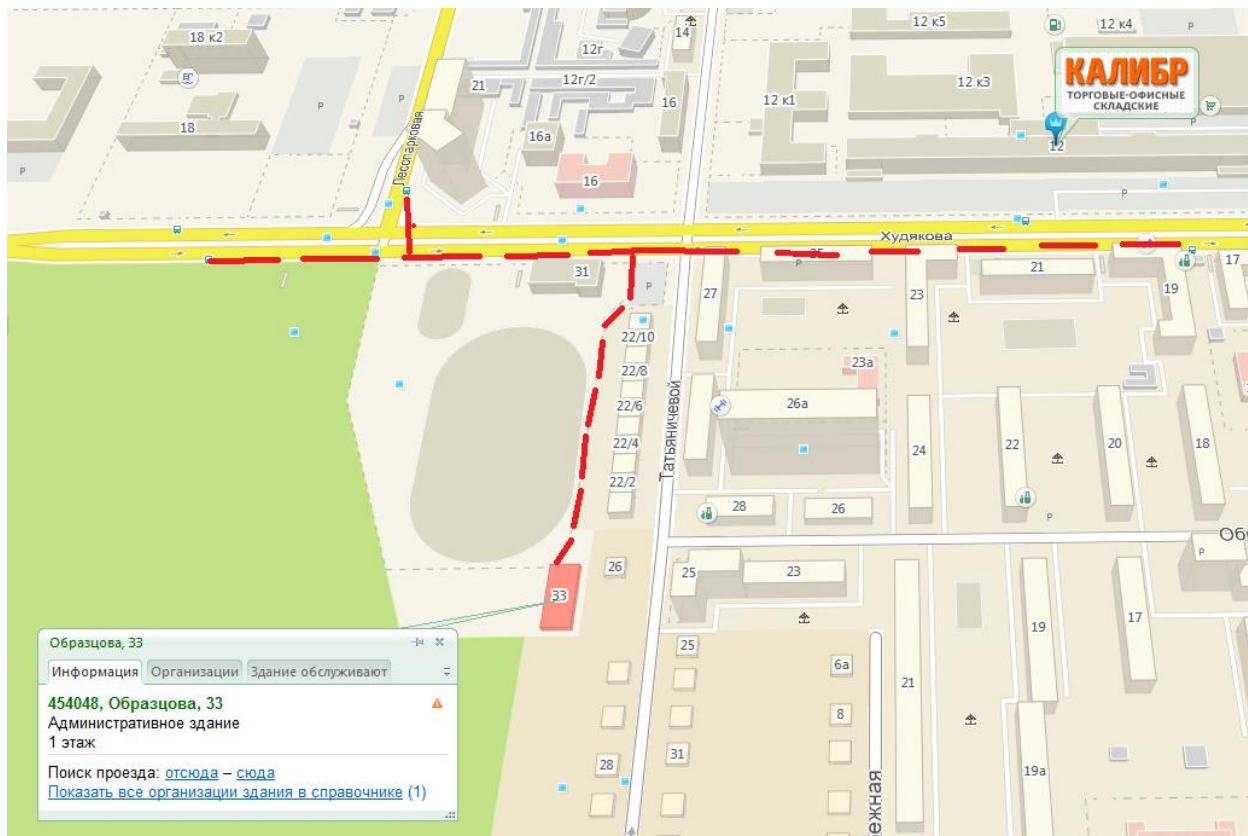 18 к2
14
12 к5
12 к4
12г
12г/2
21
12 к1
12 к3
КАЛИБР
ТОРГОВЫЕ-ОФИСНЫЕ
СКЛАДСКИЕ
P
16
18
16а
12
P
Лесопарковая
16
P
Худякова
25
P
31
P
27
23
21
19
17
22/10
22/8
22/6
22/4
22/2
23а
26а
Татьяничевой
24
22
20
18
28
26
P
P
26
25
23
33
19
17
25
6а
21
8
31
28
19а
Образцова, 33
Информация Организации Здание обслуживают
454048, Образцова, 33
Административное здание
1 этаж
Поиск проезда: отсюда – сюда
Показать все организации здания в справочнике (1)